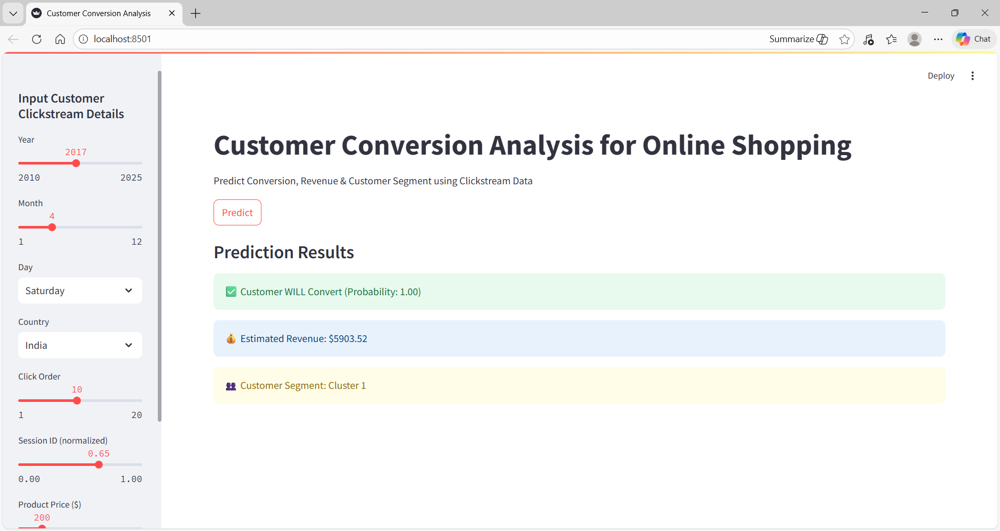 Customer Conversion Analysis
localhost:8501
Summarize
Chat
Deploy
Input Customer
Clickstream Details
Year
2017
2010 2025
Month
4
1 12
Day
Saturday
Country
India
Click Order
10
1 20
Session ID (normalized)
0.65
0.00 1.00
Product Price ($)
200
Customer Conversion Analysis for Online Shopping
Predict Conversion, Revenue & Customer Segment using Clickstream Data
Predict
Prediction Results
✅ Customer WILL Convert (Probability: 1.00)
💰 Estimated Revenue: $5903.52
👥 Customer Segment: Cluster 1